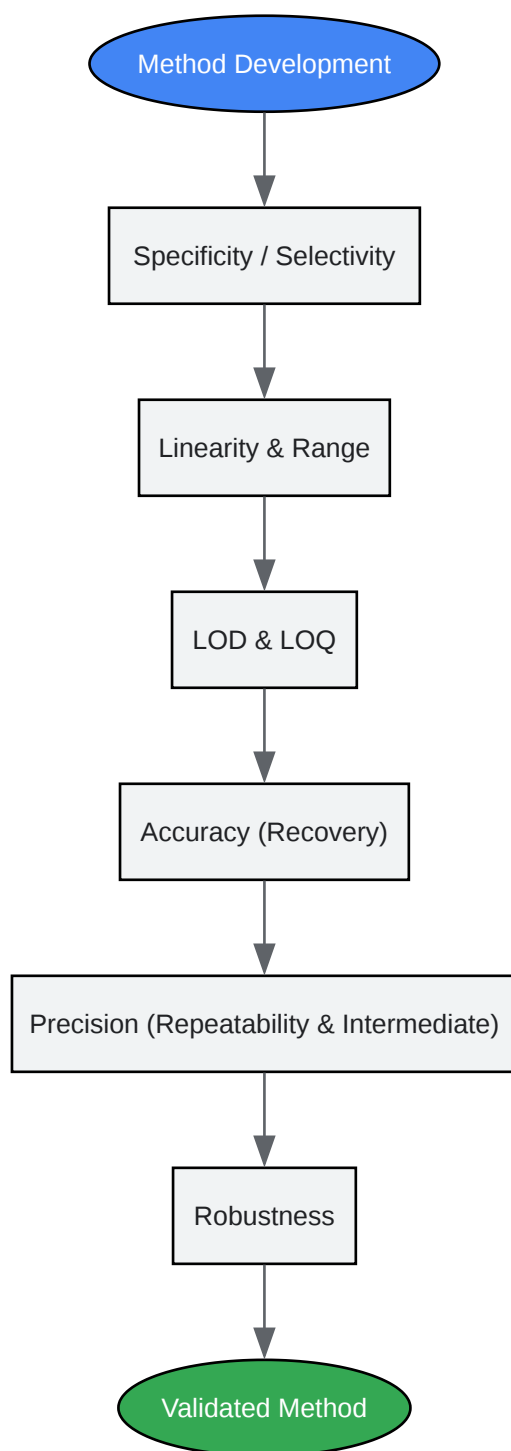 Method Development
Specificity / Selectivity
Linearity & Range
LOD & LOQ
Accuracy (Recovery)
Precision (Repeatability & Intermediate)
Robustness
Validated Method